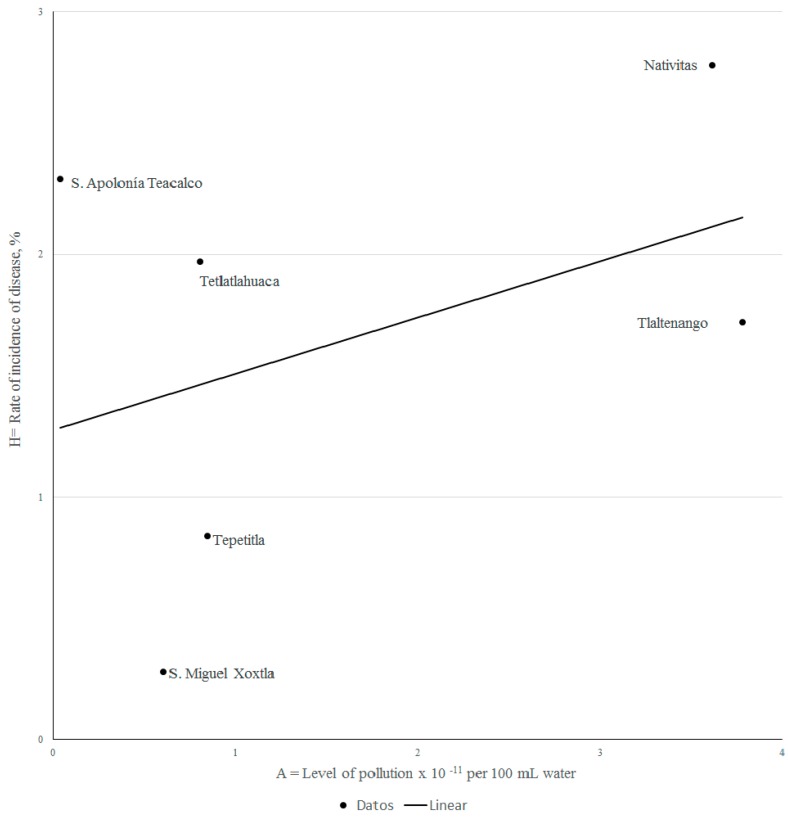 3
Nativitas
S. Apolonía Teacalco
2
Tetlatlahuaca
Tlaltenango
H= Rate of incidence of disease, %
1
Tepetitla
S. Miguel Xoxtla
0
0 1 2 3 4
A = Level of pollution x 10 -11 per 100 mL water
Datos Linear